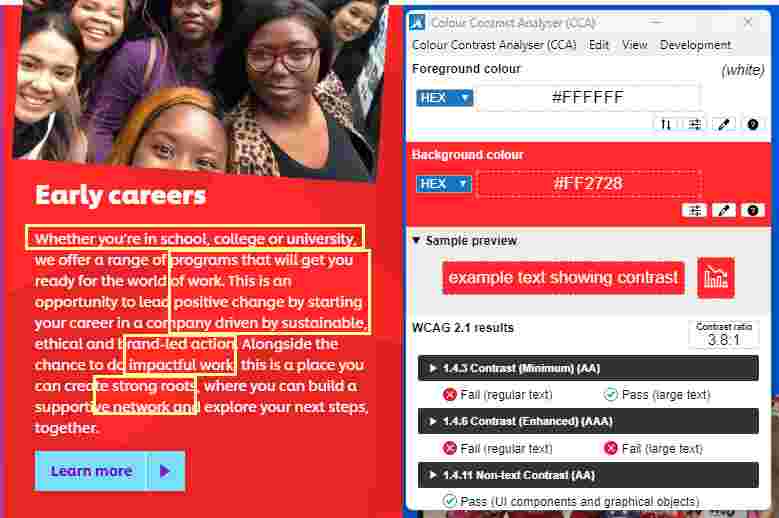 Early careers
Whether you're in school, college or university,
we offer a range of programs that will get you
ready for the world of work. This is an
opportunity to lead positive change by starting
your career in a company driven by sustainable,
ethical and brand-led action. Alongside the
chance to do impactful work, this is a place you
can create strong roots, where you can build a
supportive network and explore your next steps,
together.
Learn more
Colour Contrast Analyser (CCA)
Colour Contrast Analyser (CCA) Edit View Development
Foreground colour (white)
HEX #FFFFFF
Background colour
HEX #FF2728
Sample preview
example text showing contrast
WCAG 2.1 results
Contrast ratio
3.8:1
1.4.3 Contrast (Minimum) (AA)
Fail (regular text) Pass (large text)
1.4.6 Contrast (Enhanced) (AAA)
Fail (regular text) Fail (large text)
1.4.11 Non-text Contrast (AA)
Pass (UI components and graphical objects)